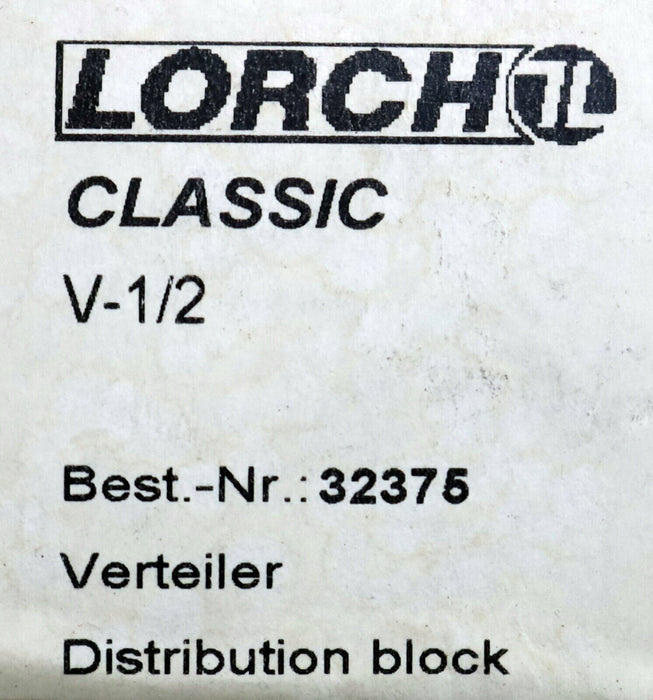 LORCH
CLASSIC
V-1/2
Best.-Nr.: 32375
Verteiler
Distribution block